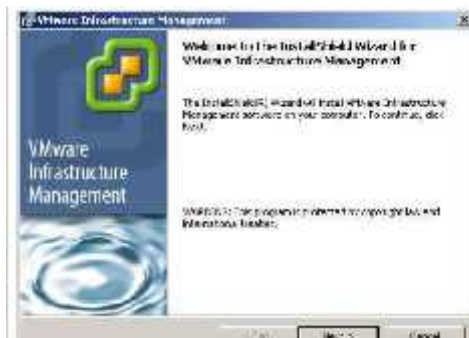 VMware Infrastructure Management
Welcome to the InstallShield Wizard for
VMware Infrastructure Management
The InstallShield(R) Wizard will install VMware Infrastructure
Management software on your computer. To continue, click
Next.
VMware
Infrastructure
Management
WARNING: This program is protected by copyright law and
international treaties.
Next >
Cancel